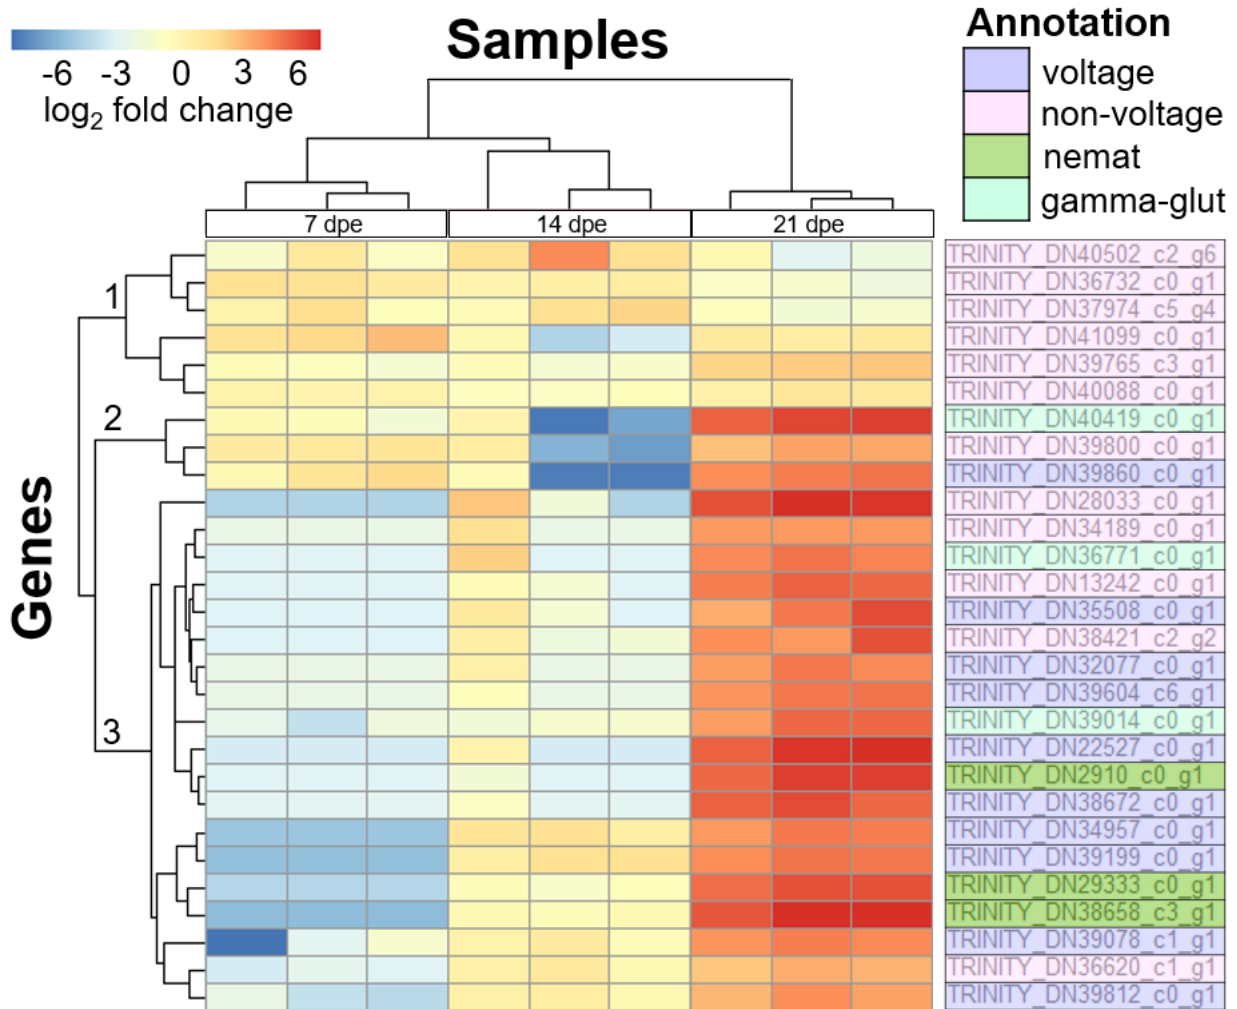 Samples
Annotation
-6 -3 0 3 6
log2 fold change
voltage
non-voltage
nemat
gamma-glut
7 dpe 14 dpe 21 dpe
Genes
1
2
3
TRINITY_DN40502_c2_g6
TRINITY_DN36732_c0_g1
TRINITY_DN37974_c5_g4
TRINITY_DN41099_c0_g1
TRINITY_DN39765_c3_g1
TRINITY_DN40088_c0_g1
TRINITY_DN40419_c0_g1
TRINITY_DN39800_c0_g1
TRINITY_DN39860_c0_g1
TRINITY_DN28033_c0_g1
TRINITY_DN34189_c0_g1
TRINITY_DN36771_c0_g1
TRINITY_DN13242_c0_g1
TRINITY_DN35508_c0_g1
TRINITY_DN38421_c2_g2
TRINITY_DN32077_c0_g1
TRINITY_DN39604_c6_g1
TRINITY_DN39014_c0_g1
TRINITY_DN22527_c0_g1
TRINITY_DN2910_c0_g1
TRINITY_DN38672_c0_g1
TRINITY_DN34957_c0_g1
TRINITY_DN39199_c0_g1
TRINITY_DN29333_c0_g1
TRINITY_DN38658_c3_g1
TRINITY_DN39078_c1_g1
TRINITY_DN36620_c1_g1
TRINITY_DN39812_c0_g1